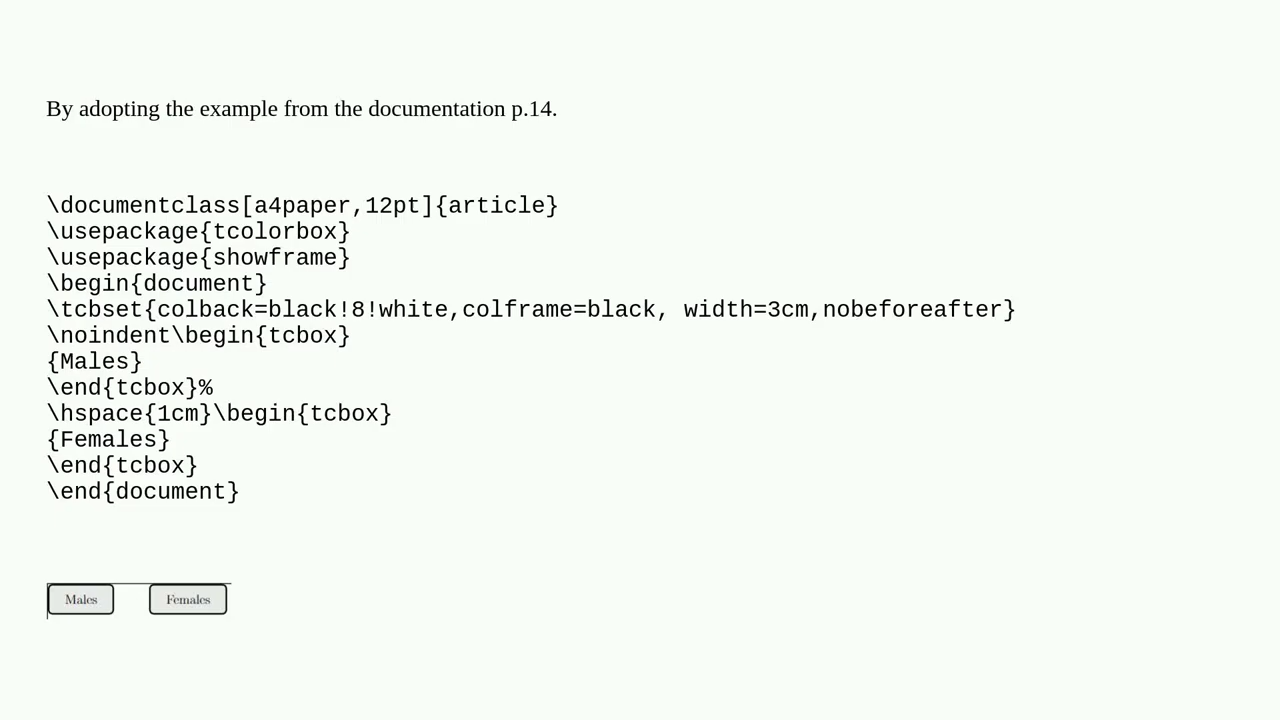 By adopting the example from the documentation p.14.
\documentclass[a4paper,12pt]{article}
\usepackage{tcolorbox}
\usepackage{showframe}
\begin{document}
\tcbset{colback=black!8!white,colframe=black, width=3cm,nobeforeafter}
\noindent\begin{tcbox}
{Males}
\end{tcbox}%
\hspace{1cm}\begin{tcbox}
{Females}
\end{tcbox}
\end{document}
Males Females